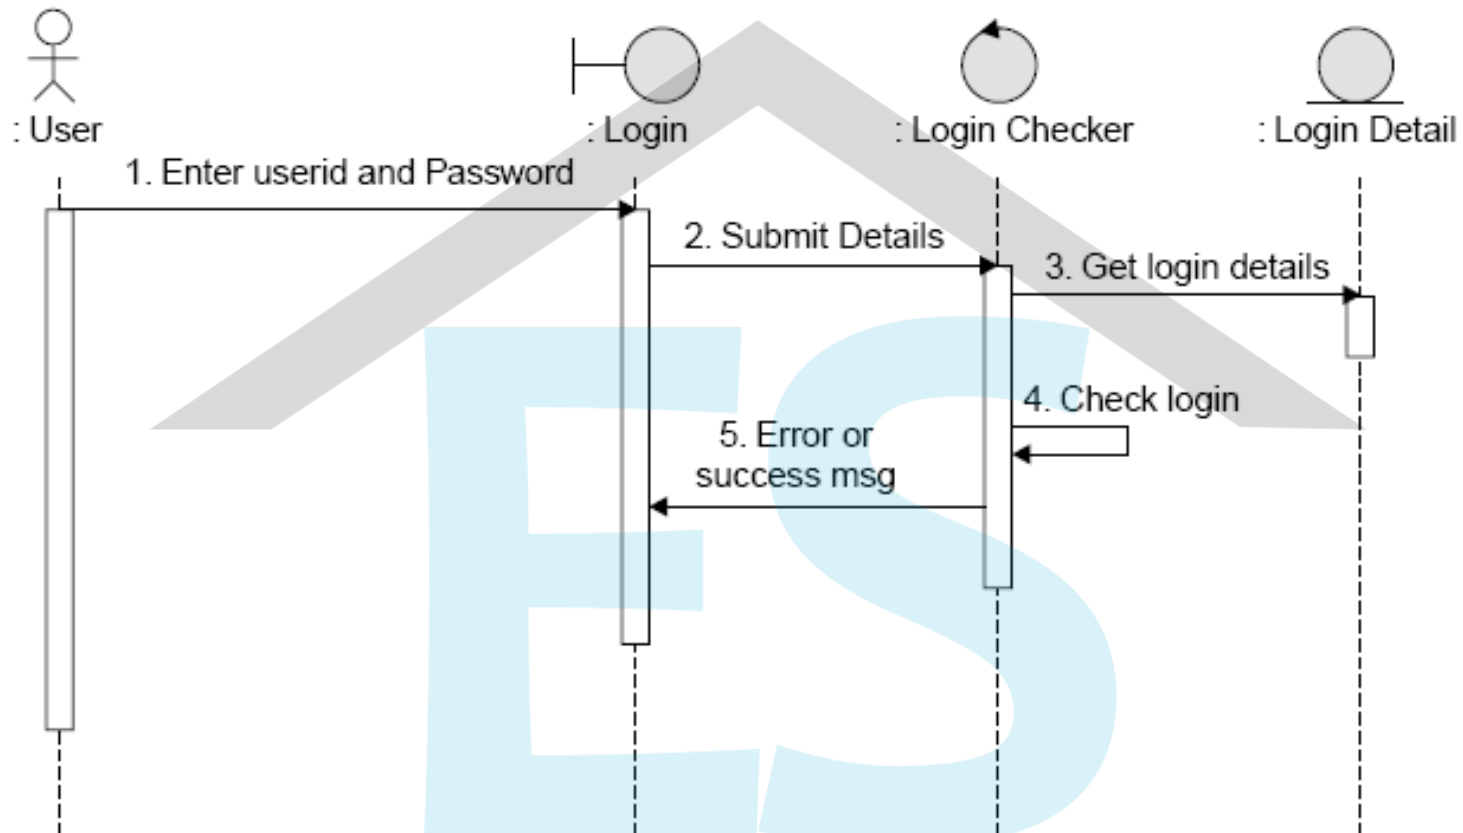 : User
: Login
: Login Checker
: Login Detail
1. Enter userid and Password
2. Submit Details
3. Get login details
4. Check login
5. Error or
success msg
ES